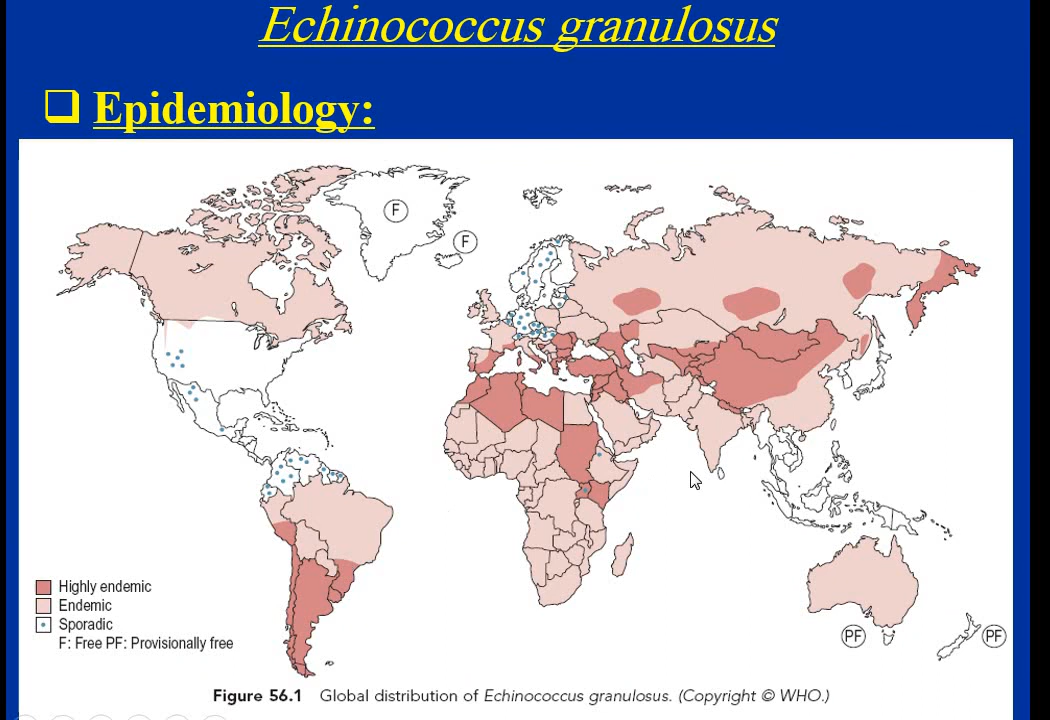 Echinococcus granulosus
Epidemiology:
F
F
Highly endemic
Endemic
Sporadic
F: Free PF: Provisionally free
PF
PF
Figure 56.1 Global distribution of Echinococcus granulosus. (Copyright © WHO.)